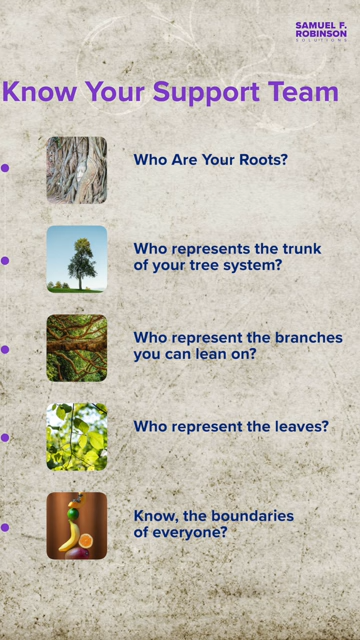 SAMUEL F.
ROBINSON
SOLUTIONS
Know Your Support Team
Who Are Your Roots?
Who represents the trunk
of your tree system?
Who represent the branches
you can lean on?
Who represent the leaves?
Know, the boundaries
of everyone?